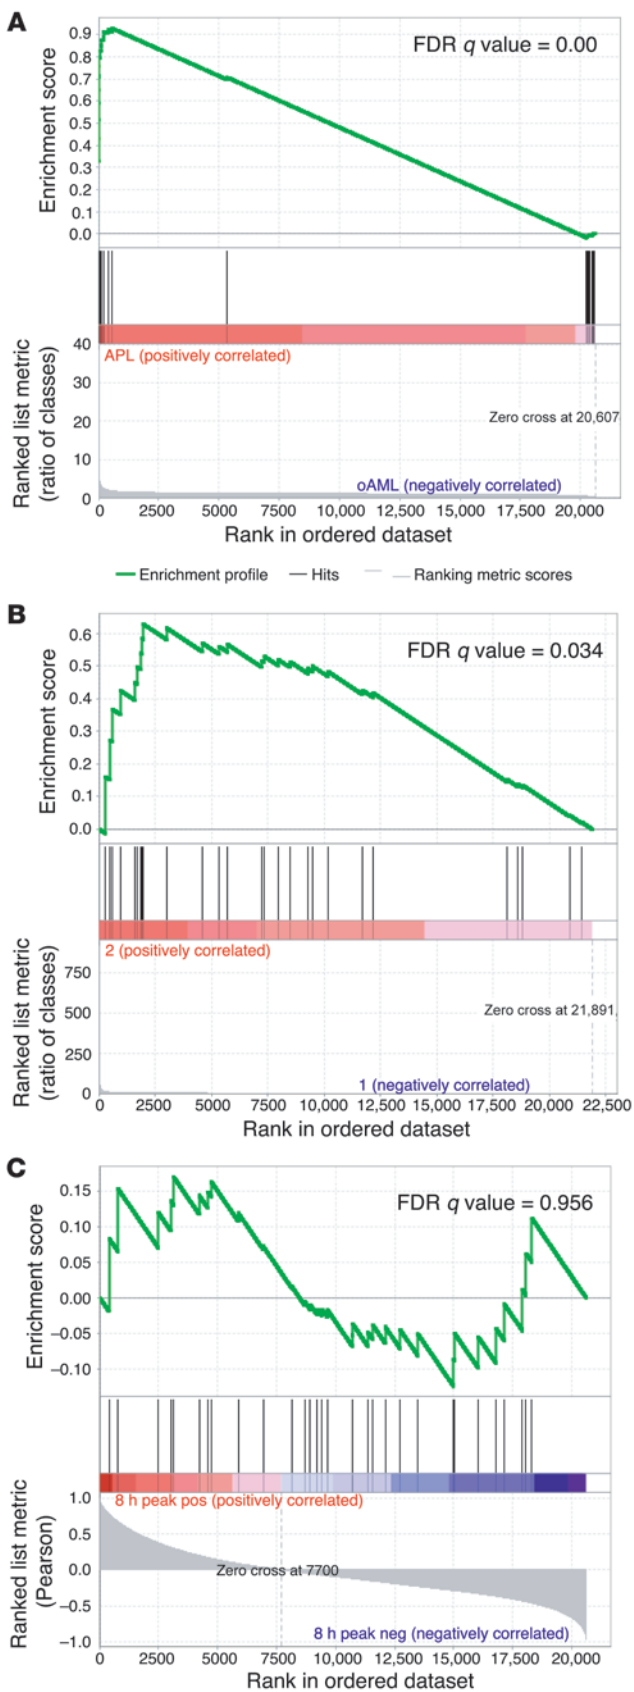 A
FDR q value = 0.00
Enrichment score
0.9
0.8
0.7
0.6
0.5
0.4
0.3
0.2
0.1
0.0
APL (positively correlated)
Ranked list metric
(ratio of classes)
40
30
20
10
0
Zero cross at 20,607
oAML (negatively correlated)
0 2500 5000 7500 10,000 12,500 15,000 17,500 20,000
Rank in ordered dataset
Enrichment profile Hits Ranking metric scores
B
FDR q value = 0.034
Enrichment score
0.6
0.5
0.4
0.3
0.2
0.1
0.0
2 (positively correlated)
Ranked list metric
(ratio of classes)
750
500
250
0
Zero cross at 21,891
1 (negatively correlated)
0 2500 5000 7500 10,000 12,500 15,000 17,500 20,000 22,500
Rank in ordered dataset
C
FDR q value = 0.956
Enrichment score
0.15
0.10
0.05
0.00
−0.05
−0.10
8 h peak pos (positively correlated)
Ranked list metric
(Pearson)
1.0
0.5
0.0
−0.5
−1.0
Zero cross at 7700
8 h peak neg (negatively correlated)
0 2500 5000 7500 10,000 12,500 15,000 17,500 20,000
Rank in ordered dataset